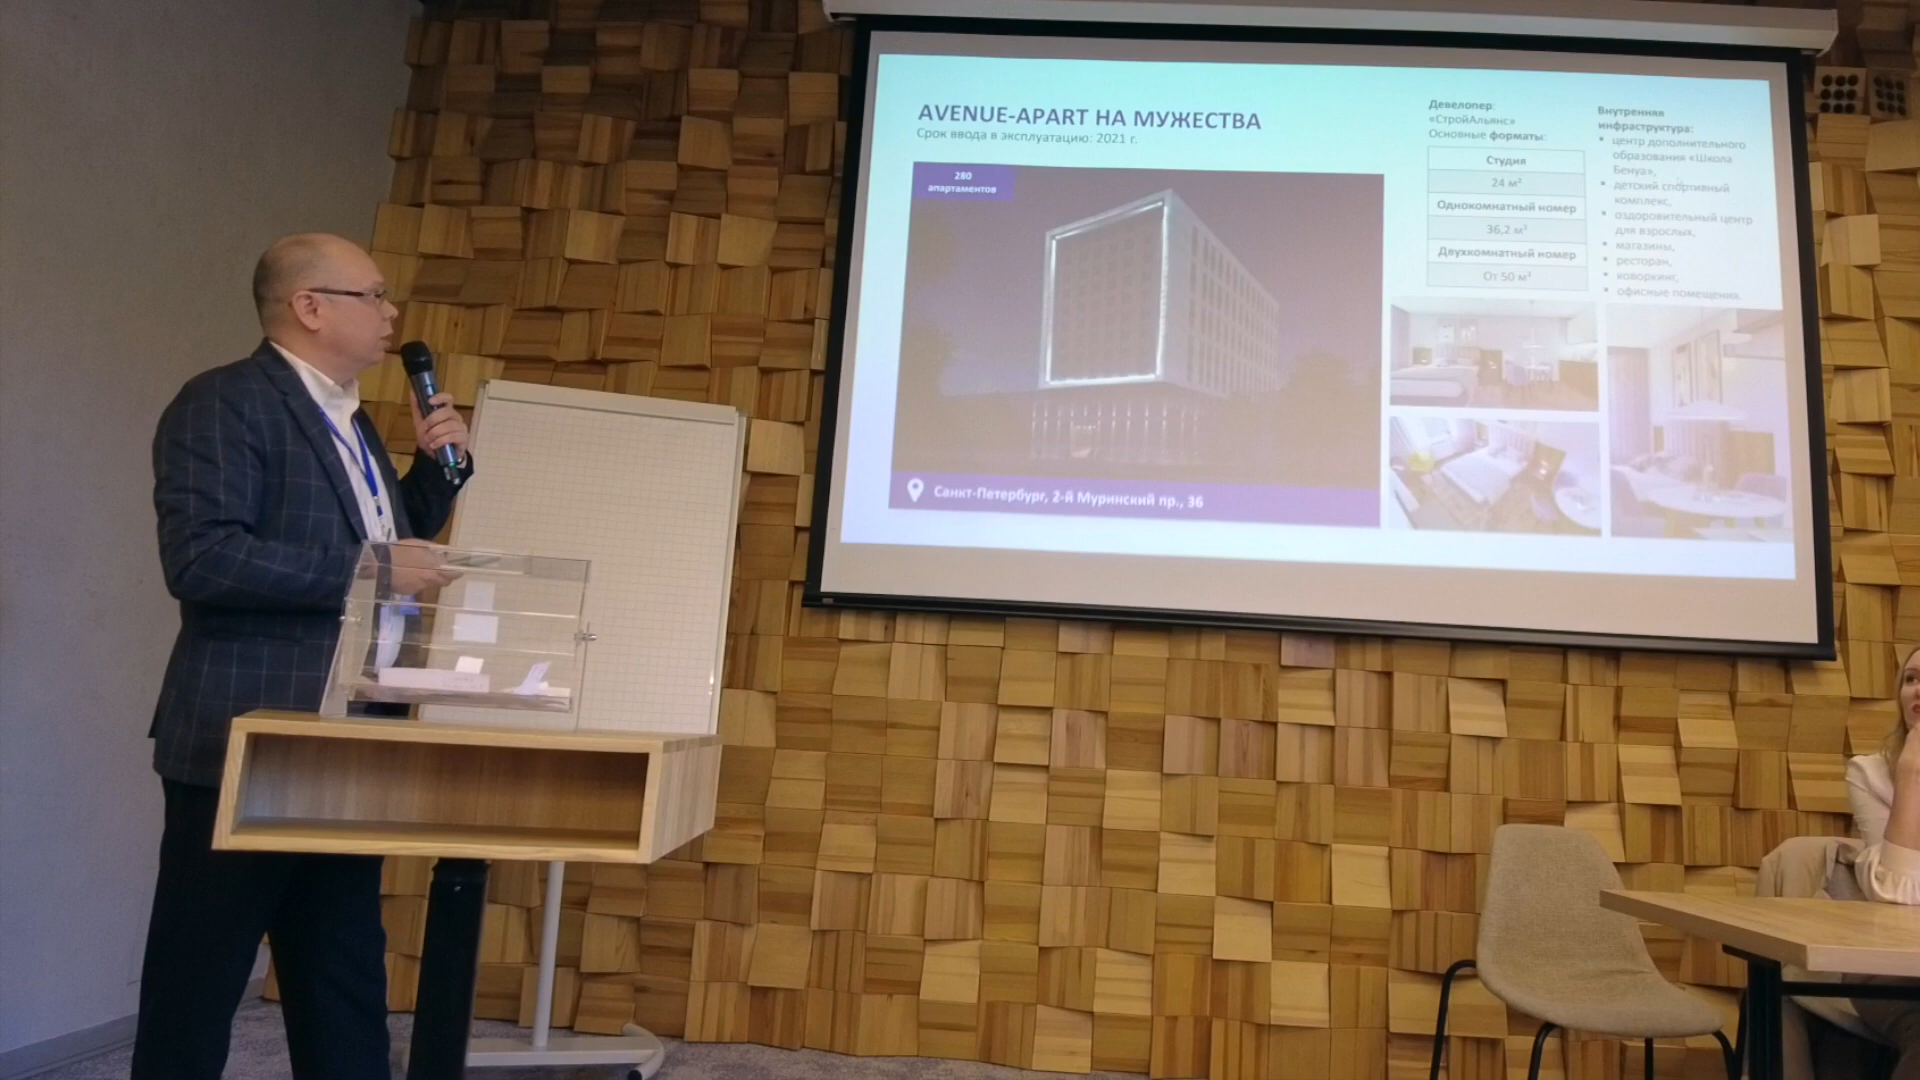 AVENUE-APART НА МУЖЕСТВА
Срок ввода в эксплуатацию: 2021 г.
280
апартаментов
Санкт-Петербург, 2-й Муринский пр., 36
Девелопер:
«СтройАльянс»
Основные форматы:
Студия
24 м²
Однокомнатный номер
36,2 м²
Двухкомнатный номер
От 50 м²
Внутренняя
инфраструктура:
▪ центр дополнительного
образования «Школа
Бенуа»,
▪ детский спортивный
комплекс,
▪ оздоровительный центр
для взрослых,
▪ магазины,
▪ ресторан,
▪ коворкинг,
▪ офисные помещения.